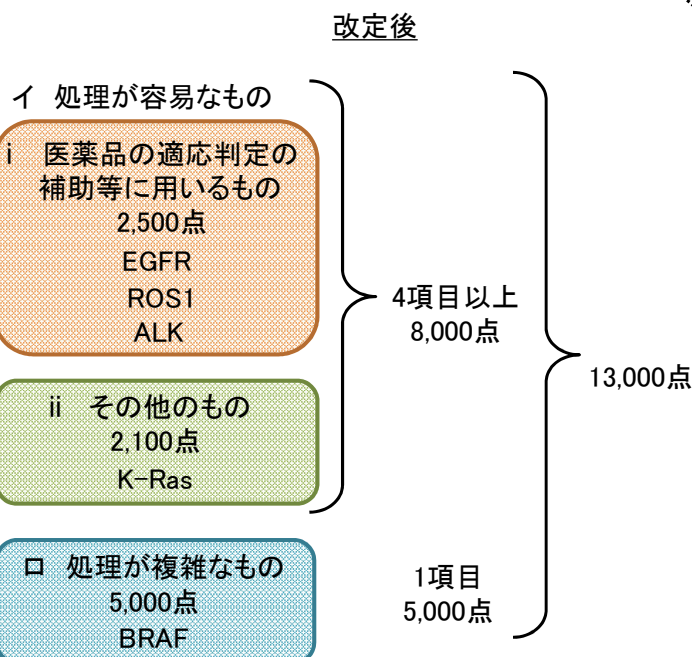 改定後
イ 処理が容易なもの
i 医薬品の適応判定の
補助等に用いるもの
2,500点
EGFR
ROS1
ALK
4項目以上
8,000点
13,000点
ii その他のもの
2,100点
K-Ras
ロ 処理が複雑なもの
5,000点
BRAF
1項目
5,000点